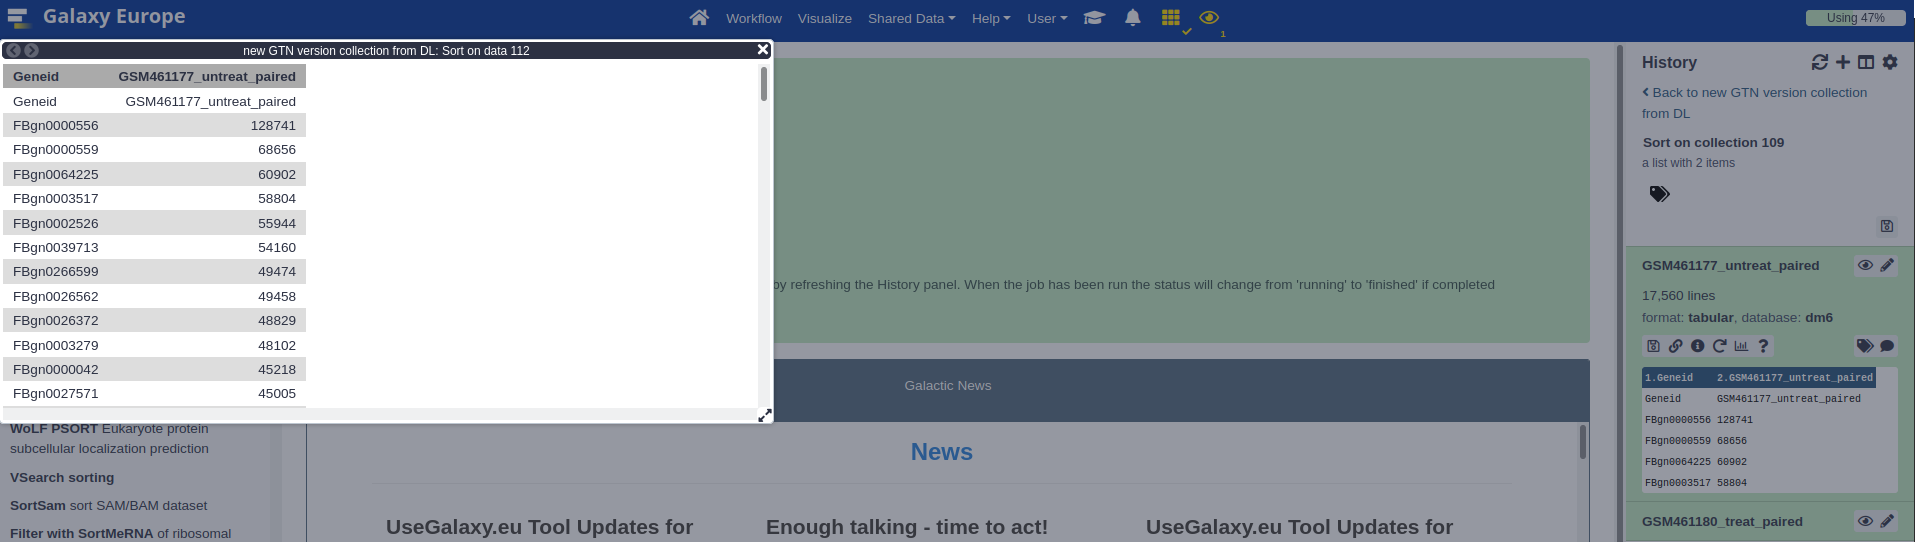 Galaxy Europe
Workflow Visualize Shared Data Help User
1
Using 47%
new GTN version collection from DL: Sort on data 112
Geneid GSM461177_untreat_paired
Geneid GSM461177_untreat_paired
FBgn0000556 128741
FBgn0000559 68656
FBgn0064225 60902
FBgn0003517 58804
FBgn0002526 55944
FBgn0039713 54160
FBgn0266599 49474
FBgn0026562 49458
FBgn0026372 48829
FBgn0003279 48102
FBgn0000042 45218
FBgn0027571 45005
WoLF PSORT Eukaryote protein
subcellular localization prediction
VSearch sorting
SortSam sort SAM/BAM dataset
Filter with SortMeRNA of ribosomal
by refreshing the History panel. When the job has been run the status will change from 'running' to 'finished' if completed
Galactic News
News
UseGalaxy.eu Tool Updates for
Enough talking - time to act!
UseGalaxy.eu Tool Updates for
History
Back to new GTN version collection
from DL
Sort on collection 109
a list with 2 items
GSM461177_untreat_paired
17,560 lines
format: tabular, database: dm6
1.Geneid 2.GSM461177_untreat_paired
Geneid GSM461177_untreat_paired
FBgn0000556 128741
FBgn0000559 68656
FBgn0064225 60902
FBgn0003517 58804
GSM461180_treat_paired